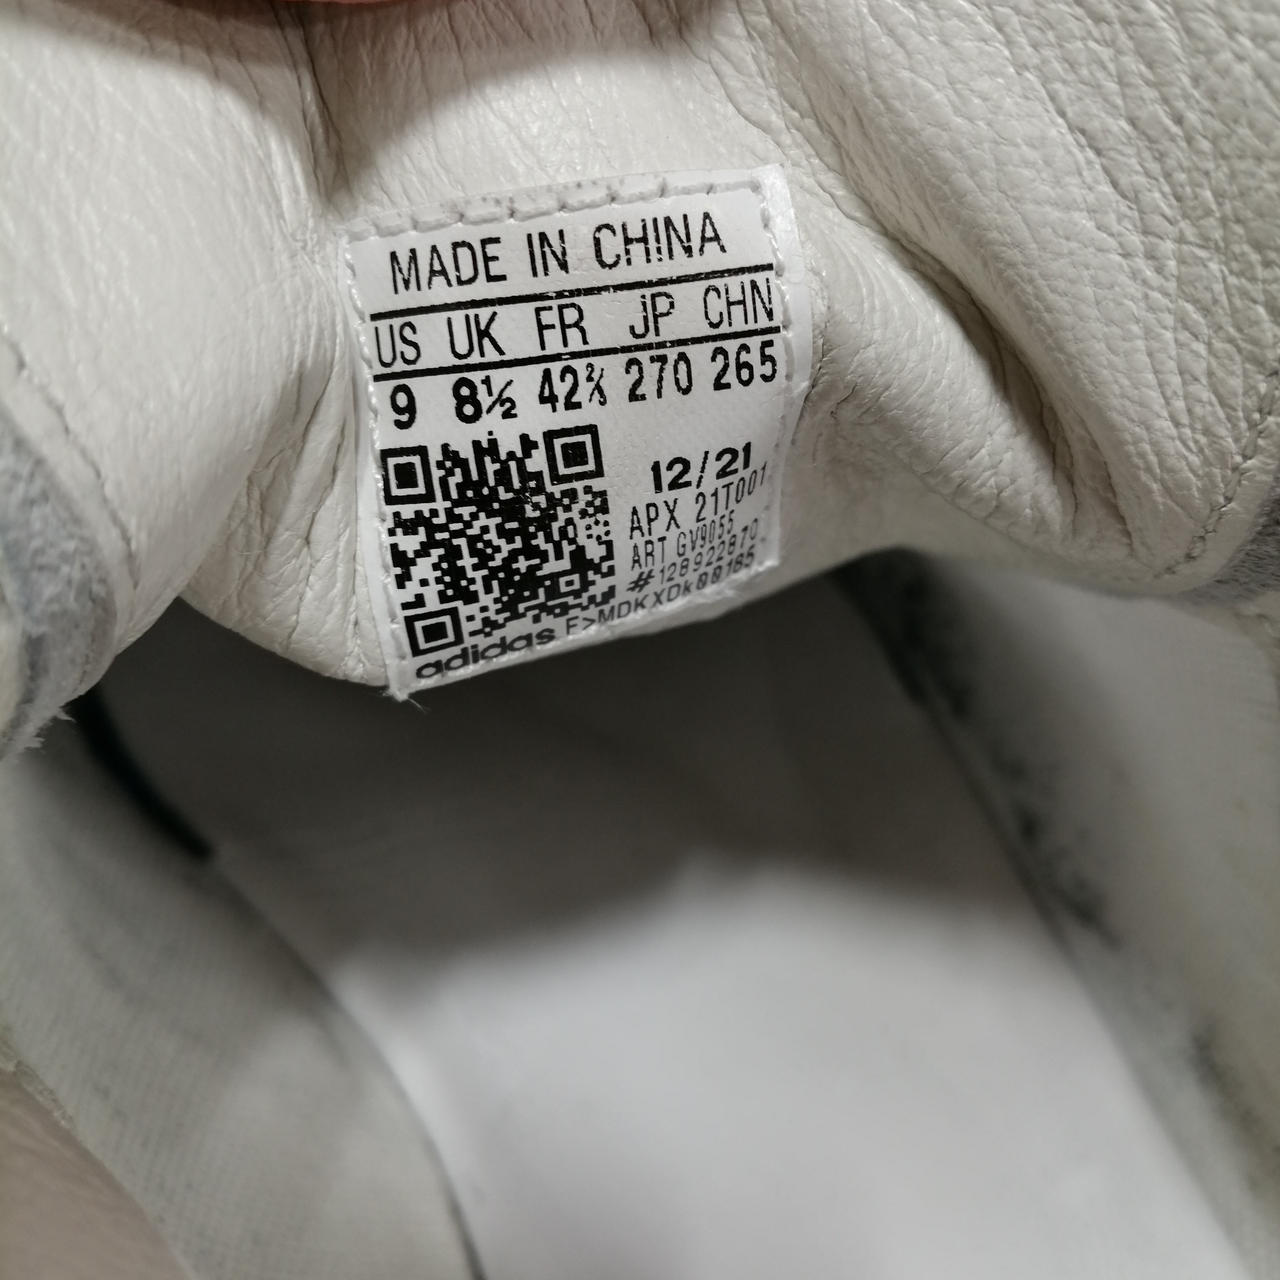 MADE IN CHINA
US UK FR JP CHN
9 8½ 42⅔ 270 265
12/21
APX 21T001
ART GV9055
#128922870
F>MDKXDk00185
adidas